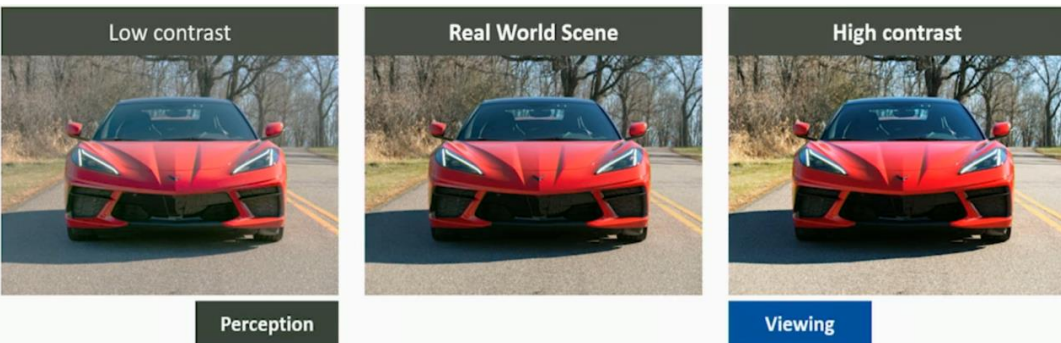 Low contrast
Real World Scene
High contrast
Perception
Viewing